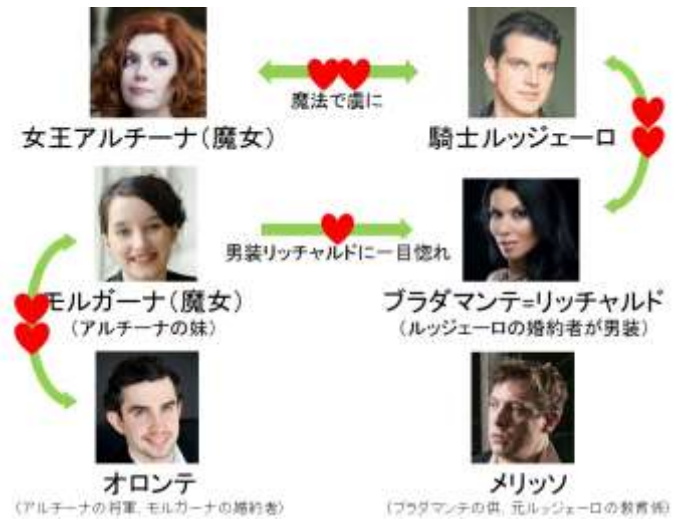 魔法で虜に
女王アルチーナ(魔女)
騎士ルッジェーロ
男装リッチャルドに一目惚れ
モルガーナ(魔女)
(アルチーナの妹)
ブラダマンテ=リッチャルド
(ルッジェーロの婚約者が男装)
オロンテ
(アルチーナの将軍、モルガーナの婚約者)
メリッソ
(ブラダマンテの供、元ルッジェーロの教育係)